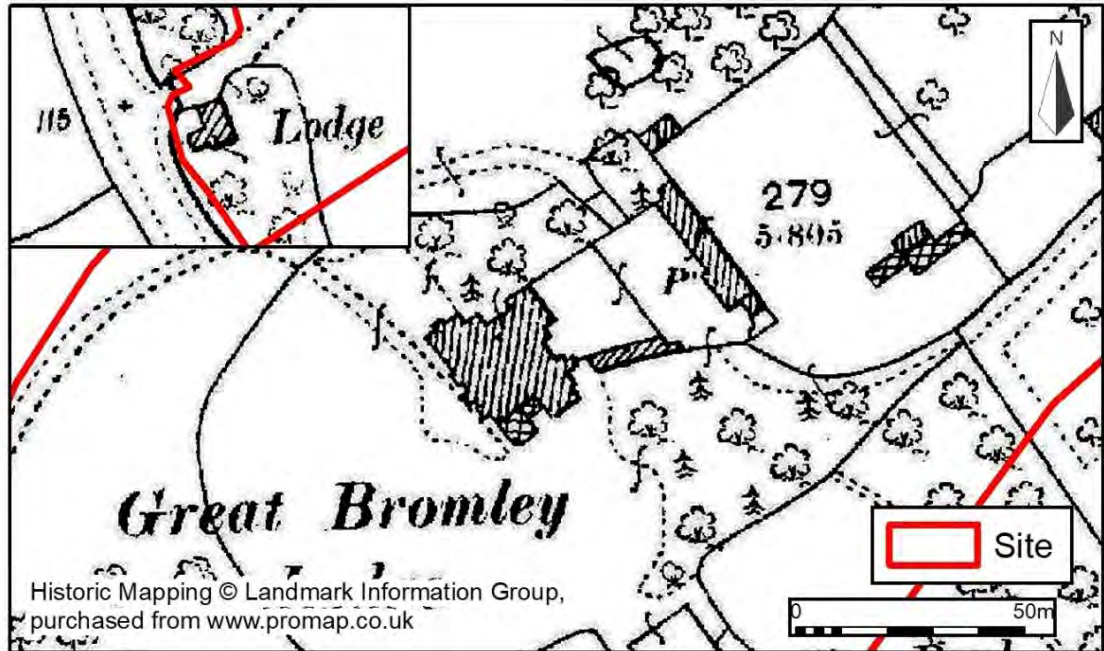 115
Lodge
N
279
5·805
P
Great Bromley
Site
Historic Mapping © Landmark Information Group,
purchased from www.promap.co.uk
0 50m